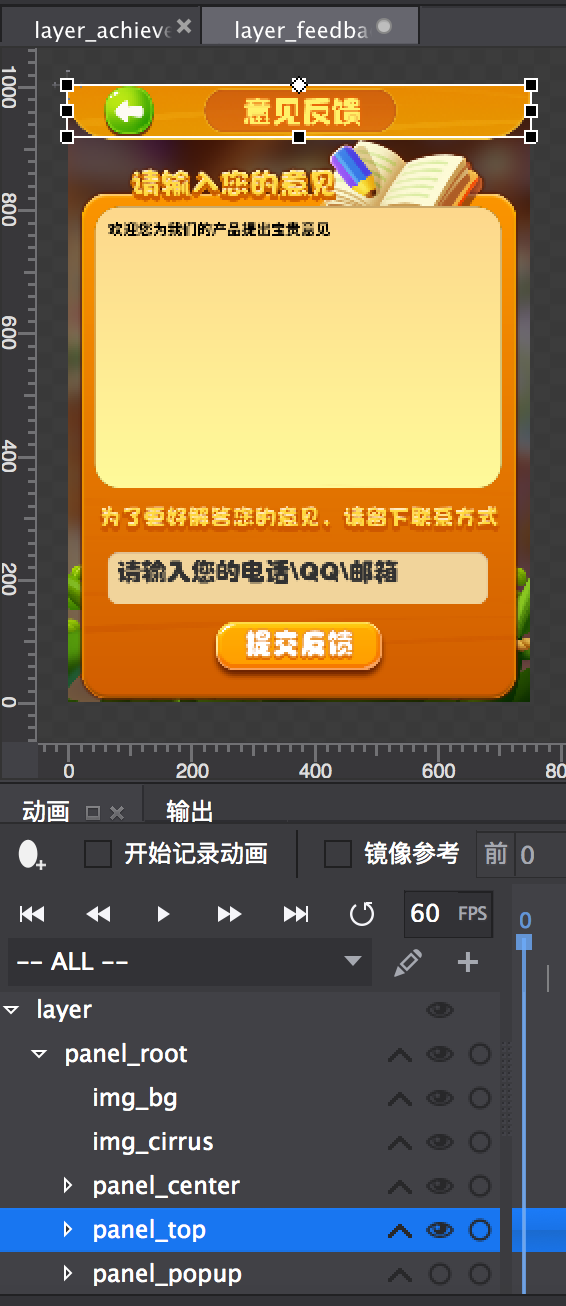 layer_achieve
layer_feedba
1000
800
600
400
200
0
意见反馈
请输入您的意见
欢迎您为我们的产品提出宝贵意见
为了更好解答您的意见，请留下联系方式
请输入您的电话\QQ\邮箱
提交反馈
0 200 400 600 80
动画 输出
开始记录动画 镜像参考 前 0
60 FPS 0
-- ALL --
layer
panel_root
img_bg
img_cirrus
panel_center
panel_top
panel_popup